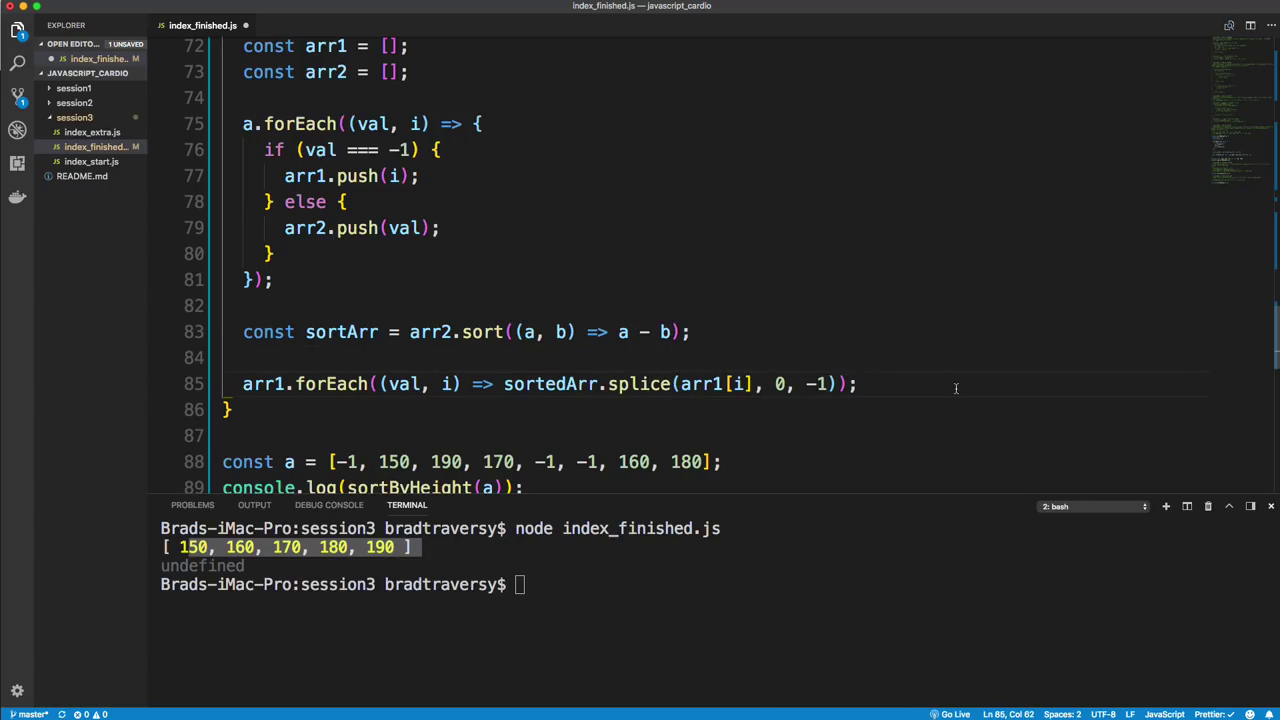 index_finished.js — javascript_cardio
EXPLORER
index_finished.js
OPEN EDITO... 1 UNSAVED
index_finishe...
M
JAVASCRIPT_CARDIO
session1
session2
session3
JS index_extra.js
JS index_finished... M
JS index_start.js
README.md
1
1
72 const arr1 = [];
73 const arr2 = [];
74
75 a.forEach((val, i) => {
76 if (val === -1) {
77 arr1.push(i);
78 } else {
79 arr2.push(val);
80 }
81 });
82
83 const sortArr = arr2.sort((a, b) => a - b);
84
85 arr1.forEach((val, i) => sortedArr.splice(arr1[i], 0, -1));
86 }
87
88 const a = [-1, 150, 190, 170, -1, -1, 160, 180];
89 console.log(sortByHeight(a));
PROBLEMS OUTPUT DEBUG CONSOLE TERMINAL 2: bash
Brads-iMac-Pro:session3 bradtraversy$ node index_finished.js
[ 150, 160, 170, 180, 190 ]
undefined
Brads-iMac-Pro:session3 bradtraversy$
master* 0 0 Go Live Ln 85, Col 62 Spaces: 2 UTF-8 LF JavaScript Prettier: ✓